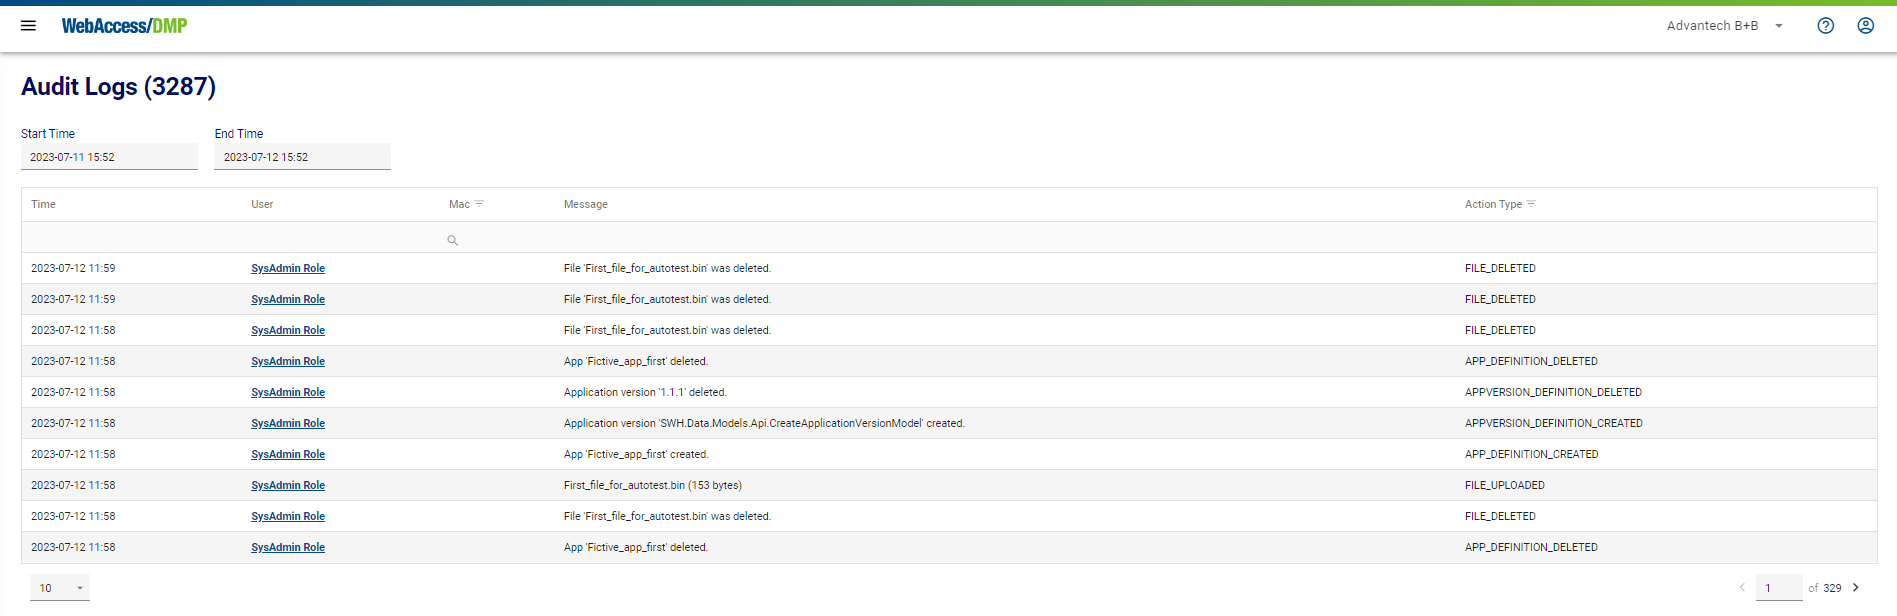 WebAccess/DMP Advantech B+B
Audit Logs (3287)
Start Time End Time
2023-07-11 15:52 2023-07-12 15:52
Time User Mac Message Action Type
2023-07-12 11:59 SysAdmin Role File 'First_file_for_autotest.bin' was deleted. FILE_DELETED
2023-07-12 11:59 SysAdmin Role File 'First_file_for_autotest.bin' was deleted. FILE_DELETED
2023-07-12 11:58 SysAdmin Role File 'First_file_for_autotest.bin' was deleted. FILE_DELETED
2023-07-12 11:58 SysAdmin Role App 'Fictive_app_first' deleted. APP_DEFINITION_DELETED
2023-07-12 11:58 SysAdmin Role Application version '1.1.1' deleted. APPVERSION_DEFINITION_DELETED
2023-07-12 11:58 SysAdmin Role Application version 'SWH.Data.Models.Api.CreateApplicationVersionModel' created. APPVERSION_DEFINITION_CREATED
2023-07-12 11:58 SysAdmin Role App 'Fictive_app_first' created. APP_DEFINITION_CREATED
2023-07-12 11:58 SysAdmin Role First_file_for_autotest.bin (153 bytes) FILE_UPLOADED
2023-07-12 11:58 SysAdmin Role File 'First_file_for_autotest.bin' was deleted. FILE_DELETED
2023-07-12 11:58 SysAdmin Role App 'Fictive_app_first' deleted. APP_DEFINITION_DELETED
10 1 of 329